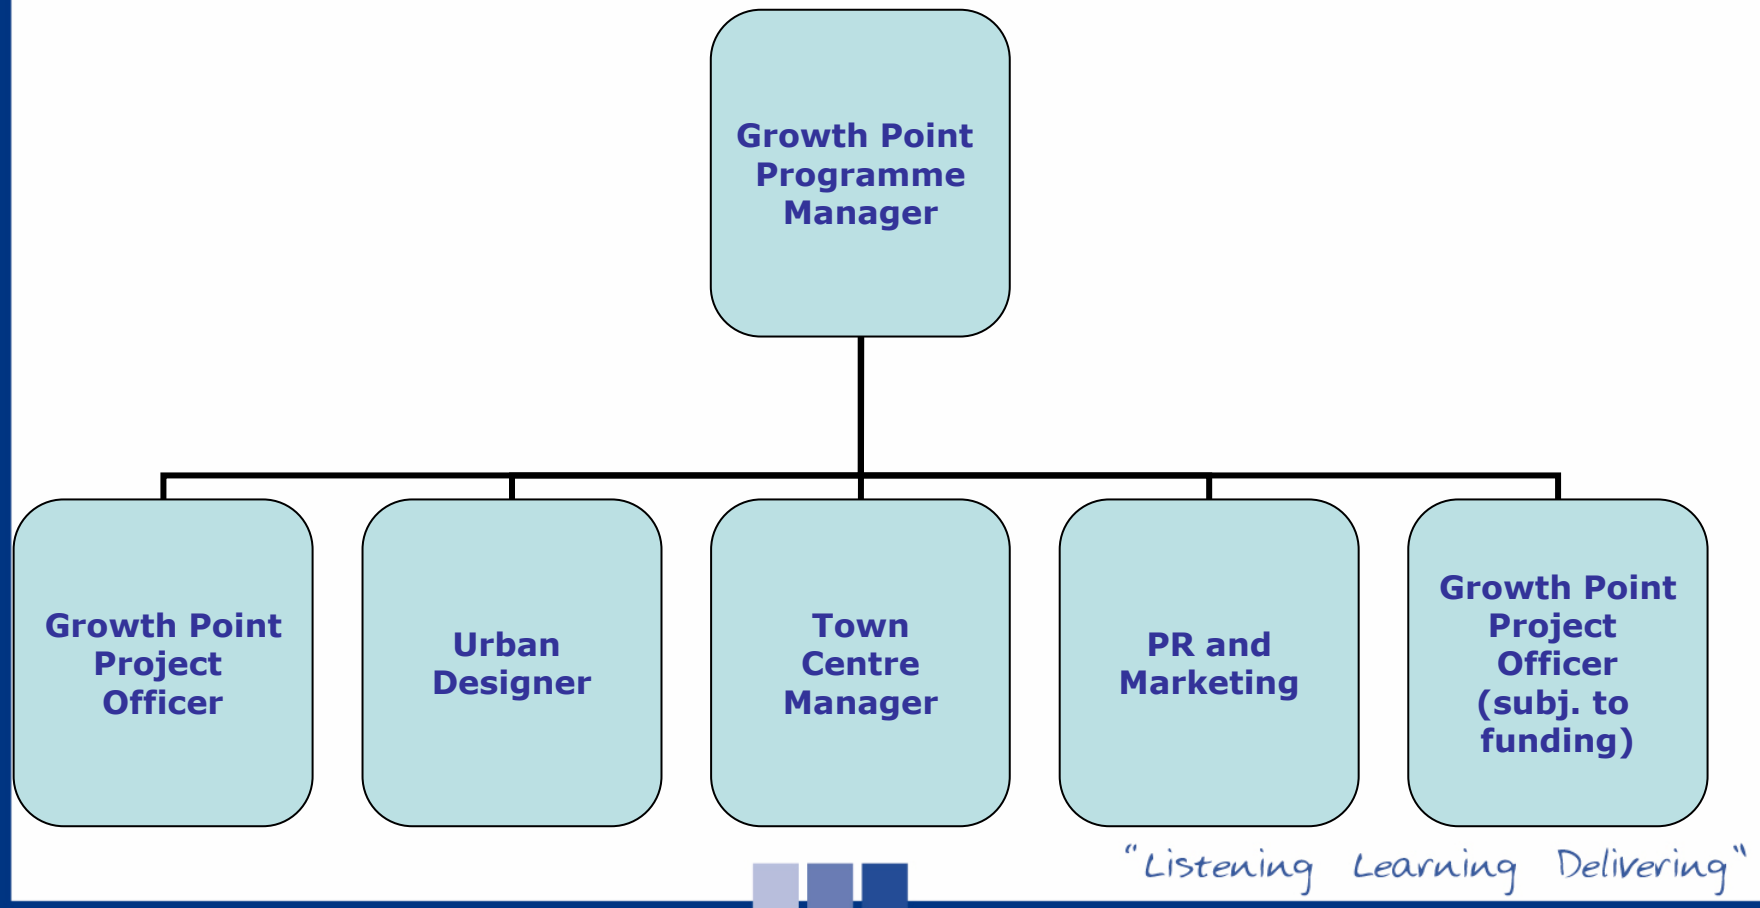 Growth Point
Programme
Manager
Growth Point
Project
Officer
Urban
Designer
Town
Centre
Manager
PR and
Marketing
Growth Point
Project
Officer
(subj. to
funding)
"Listening Learning Delivering"